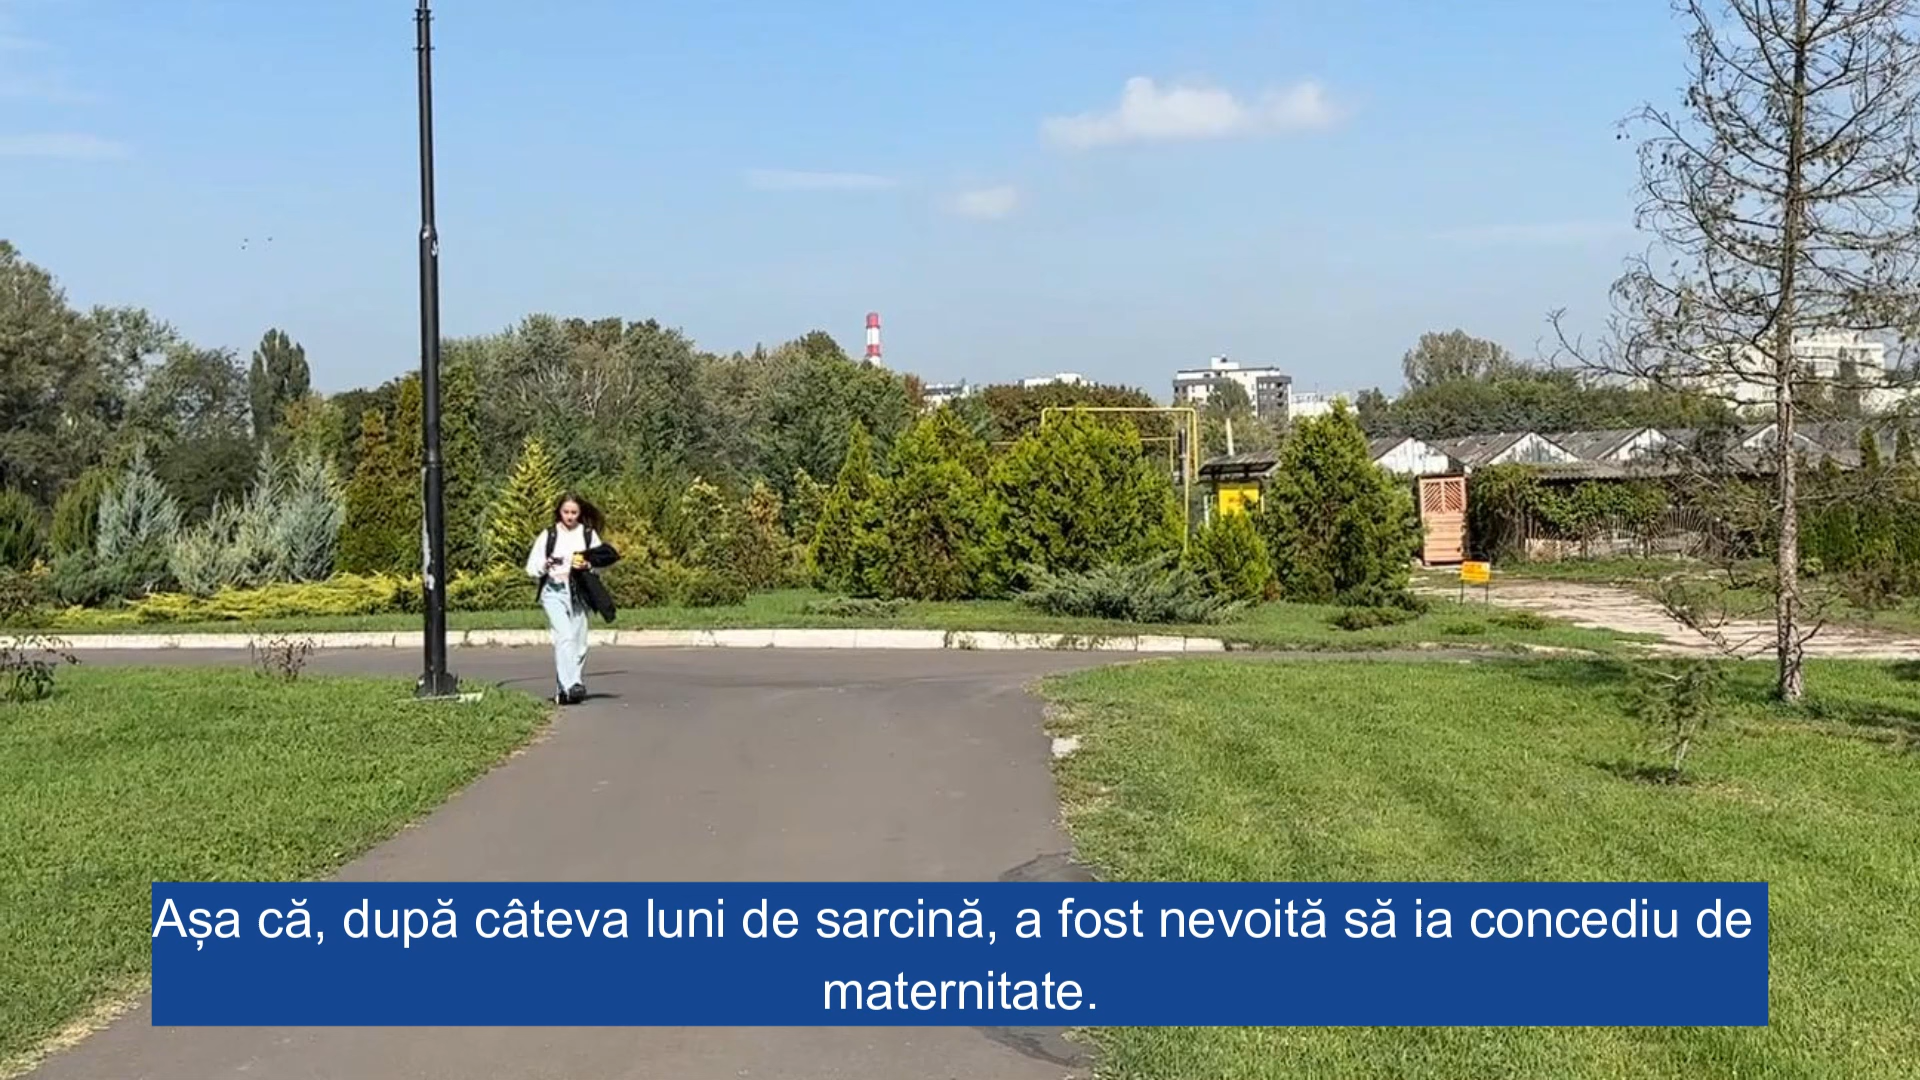 Așa că, după câteva luni de sarcină, a fost nevoită să ia concediu de
maternitate.